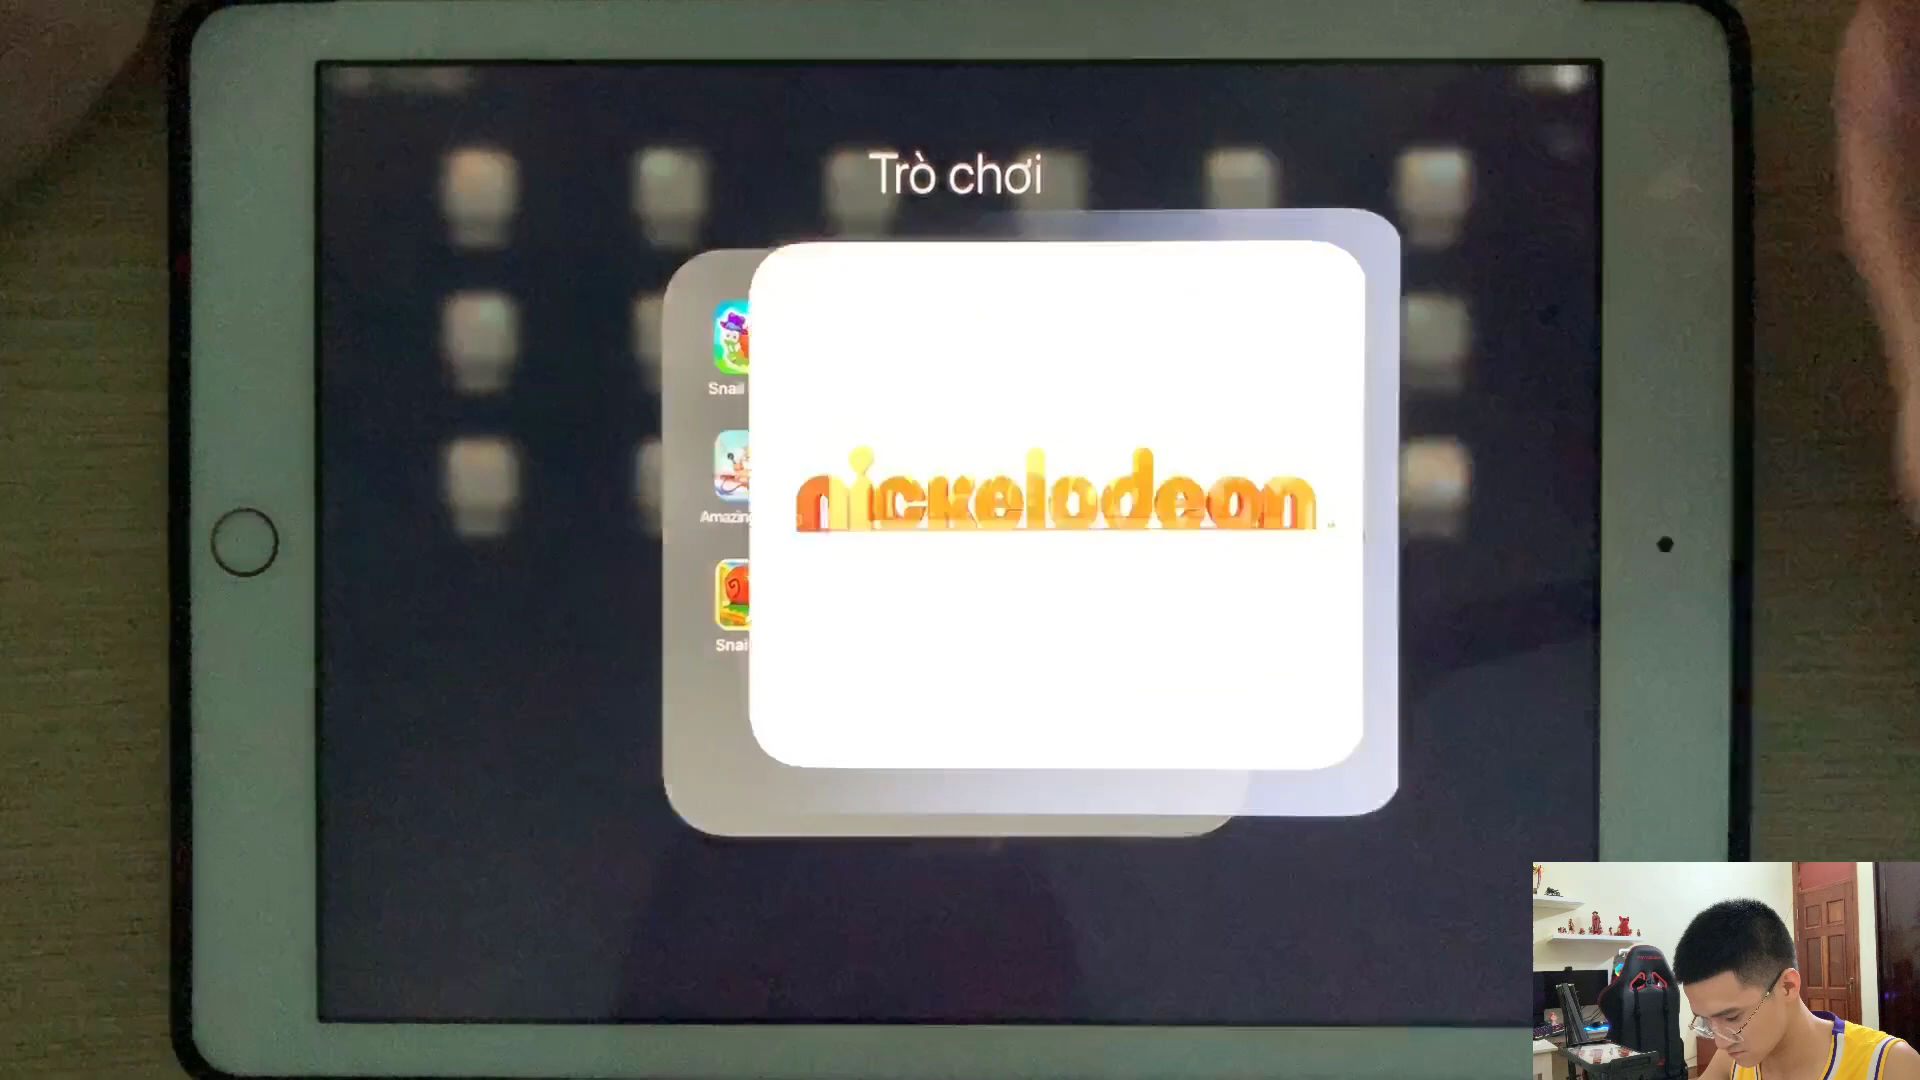 Trò chơi
Snail
nickelodeon
Amazing
Snai